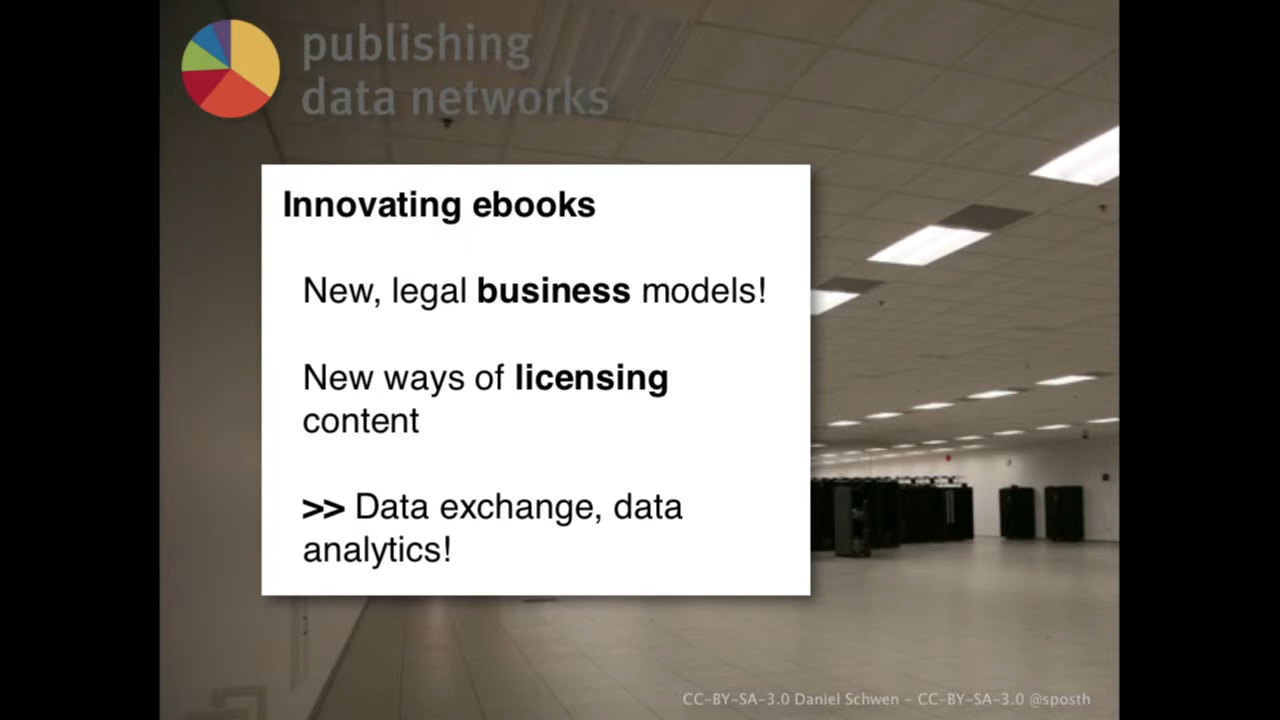 publishing
data networks
Innovating ebooks
New, legal business models!
New ways of licensing
content
>> Data exchange, data
analytics!
CC-BY-SA-3.0 Daniel Schwen - CC-BY-SA-3.0 @sposth